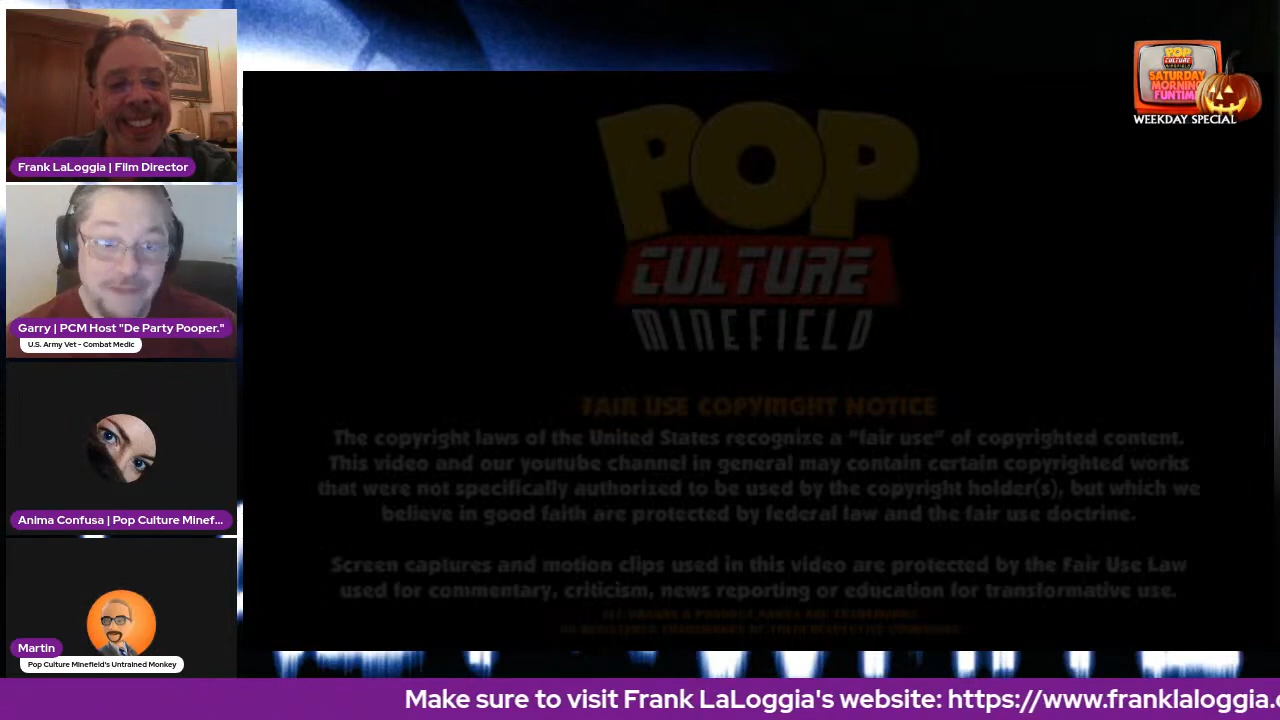 Frank LaLoggia | Film Director
Garry | PCM Host "De Party Pooper."
U.S. Army Vet - Combat Medic
Anima Confusa | Pop Culture Minef...
Martin
Pop Culture Minefield's Untrained Monkey
POP
CULTURE
MINEFIELD
FAIR USE COPYRIGHT NOTICE
The copyright laws of the United States recognize a "fair use" of copyrighted content.
This video and our youtube channel in general may contain certain copyrighted works
that were not specifically authorized to be used by the copyright holder(s), but which we
believe in good faith are protected by federal law and the fair use doctrine.
Screen captures and motion clips used in this video are protected by the Fair Use Law
used for commentary, criticism, news reporting or education for transformative use.
POP
CULTURE
MINEFIELD
SATURDAY
MORNING
FUNTIM
WEEKDAY SPECIAL
Make sure to visit Frank LaLoggia's website: https://www.franklaloggia.c